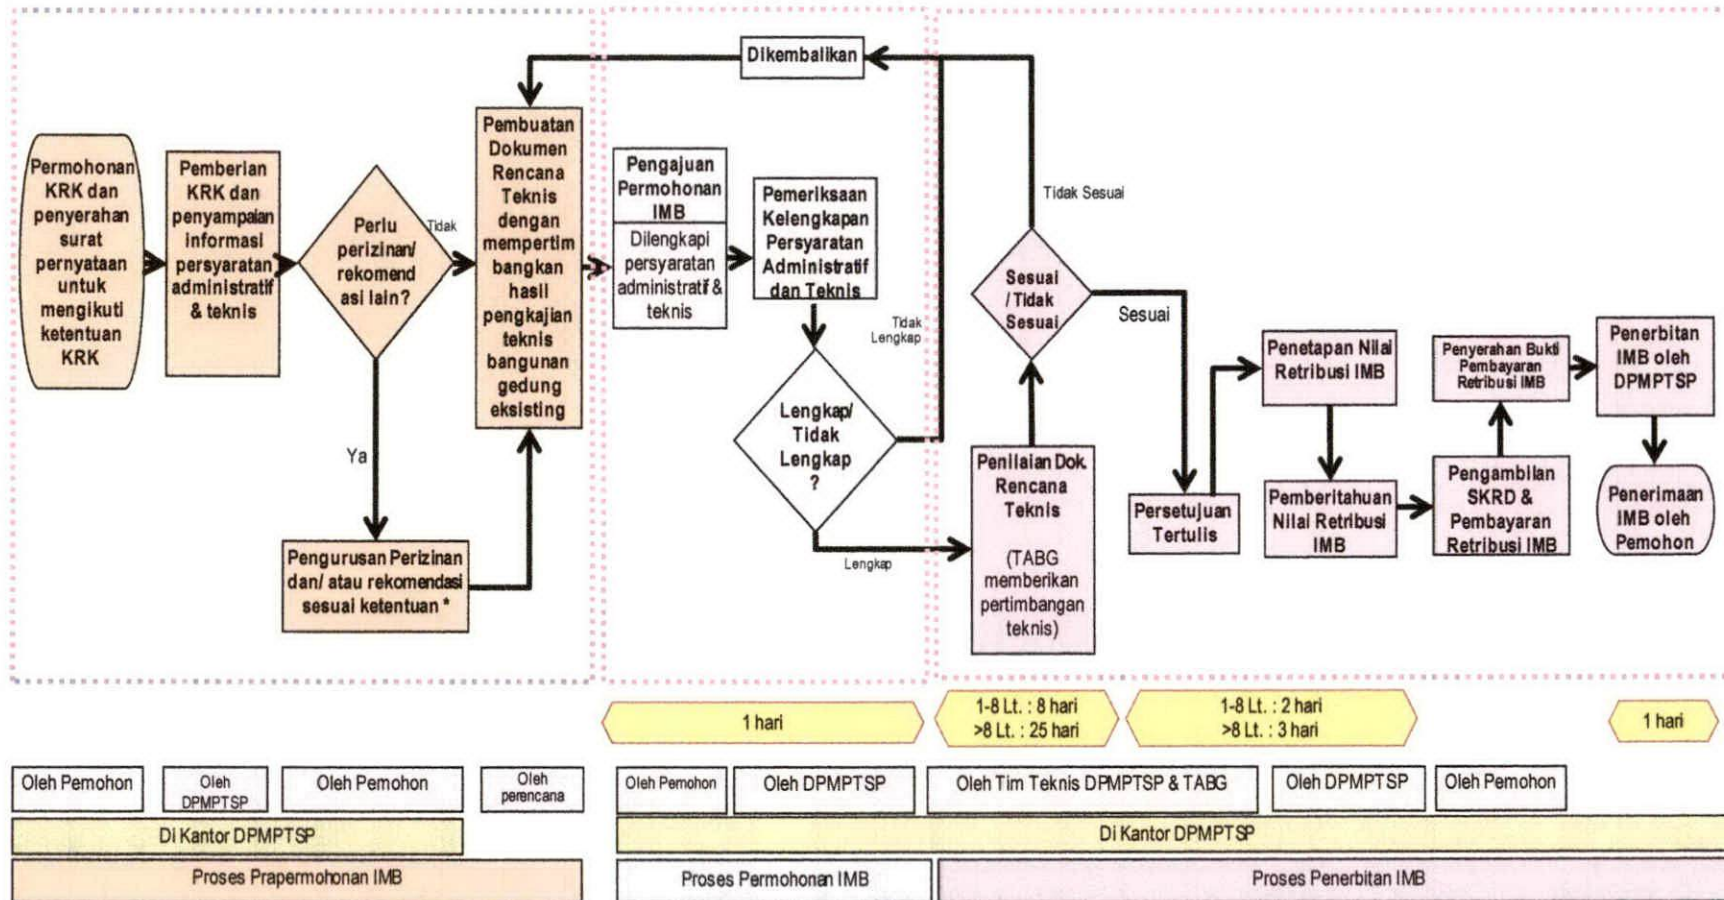 Dikembalikan
Permohonan
KRK dan
penyerahan
surat
pernyataan
untuk
mengikuti
ketentuan
KRK
Pemberian
KRK dan
penyampaian
informasi
persyaratan
administratif
& teknis
Perlu
perizinan/
rekomend
asi lain?
Tidak
Ya
Pengurusan Perizinan
dan/ atau rekomendasi
sesuai ketentuan *
Pembuatan
Dokumen
Rencana
Teknis
dengan
mempertim
bangkan
hasil
pengkajian
teknis
bangunan
gedung
eksisting
Pengajuan
Permohonan
IMB
Dilengkapi
persyaratan
administratif &
teknis
Pemeriksaan
Kelengkapan
Persyaratan
Administratif
dan Teknis
Tidak
Lengkap
Lengkap/
Tidak
Lengkap
?
Lengkap
Penilaian Dok.
Rencana
Teknis
(TABG
memberikan
pertimbangan
teknis)
Sesuai
/ Tidak
Sesuai
Tidak Sesuai
Sesuai
Persetujuan
Tertulis
Penetapan Nilai
Retribusi IMB
Pemberitahuan
Nilai Retribusi
IMB
Pengambilan
SKRD &
Pembayaran
Retribusi IMB
Penyerahan Bukti
Pembayaran
Retribusi IMB
Penerbitan
IMB oleh
DPMPTSP
Penerimaan
IMB oleh
Pemohon
1 hari
1-8 Lt. : 8 hari
>8 Lt. : 25 hari
1-8 Lt. : 2 hari
>8 Lt. : 3 hari
1 hari
Oleh Pemohon
Oleh
DPMPTSP
Oleh Pemohon
Oleh
perencana
Oleh Pemohon
Oleh DPMPTSP
Oleh Tim Teknis DPMPTSP & TABG
Oleh DPMPTSP
Oleh Pemohon
Di Kantor DPMPTSP
Di Kantor DPMPTSP
Proses Prapermohonan IMB
Proses Permohonan IMB
Proses Penerbitan IMB